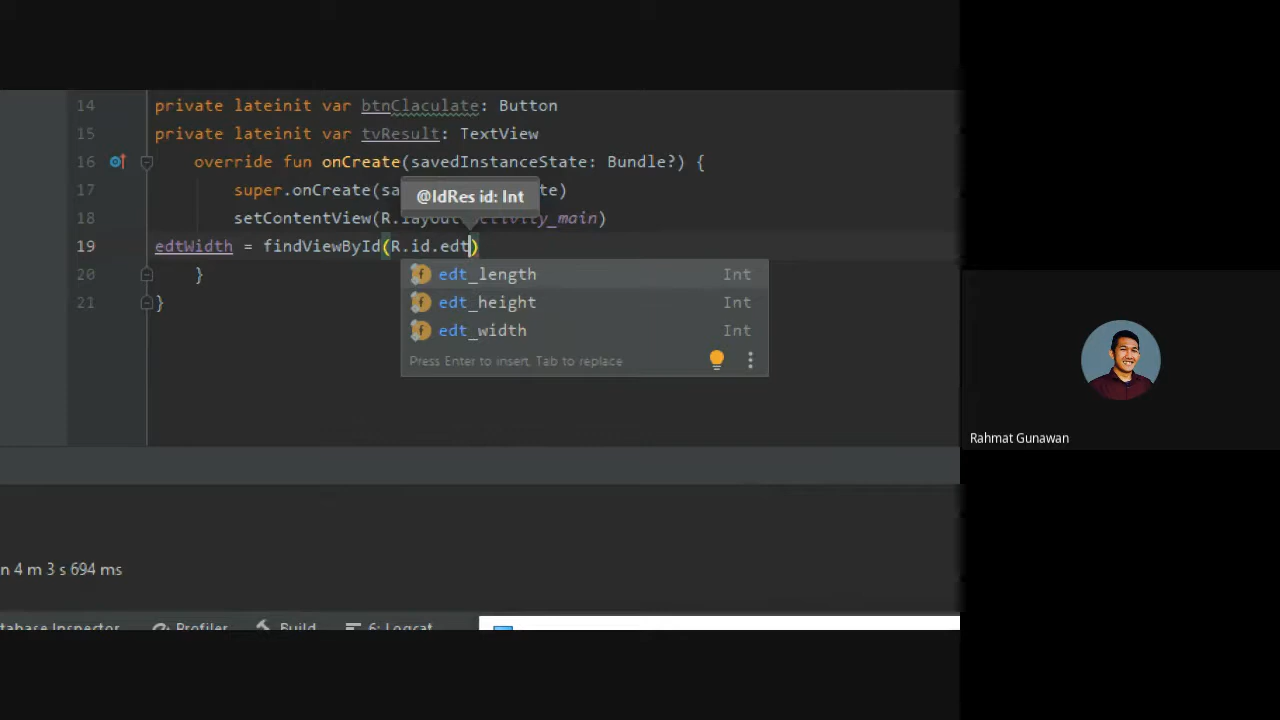 14 private lateinit var btnClaculate: Button
15 private lateinit var tvResult: TextView
16 override fun onCreate(savedInstanceState: Bundle?) {
@IdRes id: Int
17 super.onCreate(sa te)
18 setContentView(R.layout ctivity_main)
19 edtWidth = findViewById(R.id.edt)
20 }
edt_length Int
21 }
edt_height Int
edt_width Int
Press Enter to insert, Tab to replace
Rahmat Gunawan
n 4 m 3 s 694 ms
tabase Inspector Profiler Build 6: Logcat